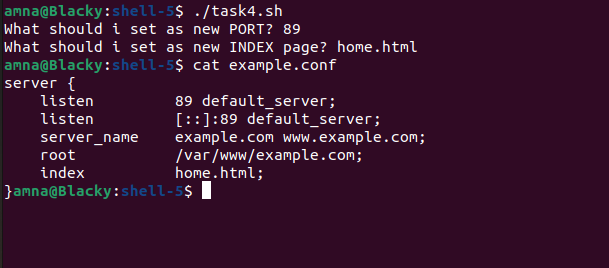 amna@Blacky:shell-5$ ./task4.sh
What should i set as new PORT? 89
What should i set as new INDEX page? home.html
amna@Blacky:shell-5$ cat example.conf
server {
    listen         89 default_server;
    listen         [::]:89 default_server;
    server_name    example.com www.example.com;
    root           /var/www/example.com;
    index          home.html;
}amna@Blacky:shell-5$